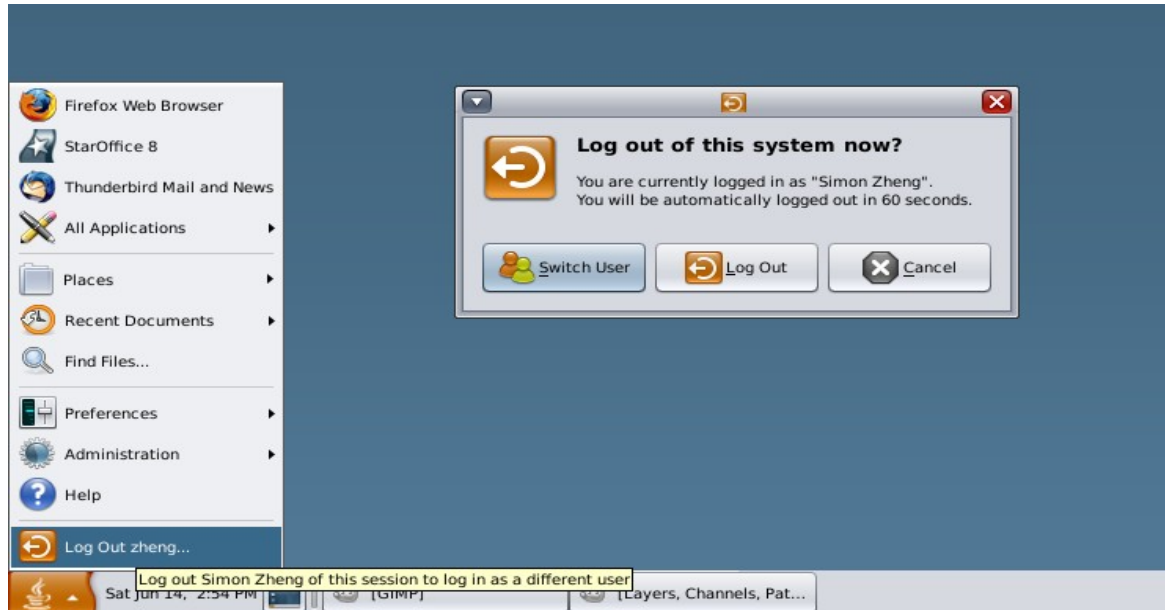 Firefox Web Browser
StarOffice 8
Thunderbird Mail and News
All Applications
Places
Recent Documents
Find Files...
Preferences
Administration
Help
Log Out zheng...
Log out of this system now?
You are currently logged in as "Simon Zheng".
You will be automatically logged out in 60 seconds.
Switch User
Log Out
Cancel
Log out Simon Zheng of this session to log in as a different user
Sat Jun 14, 2:54 PM
[GIMP]
[Layers, Channels, Pat...